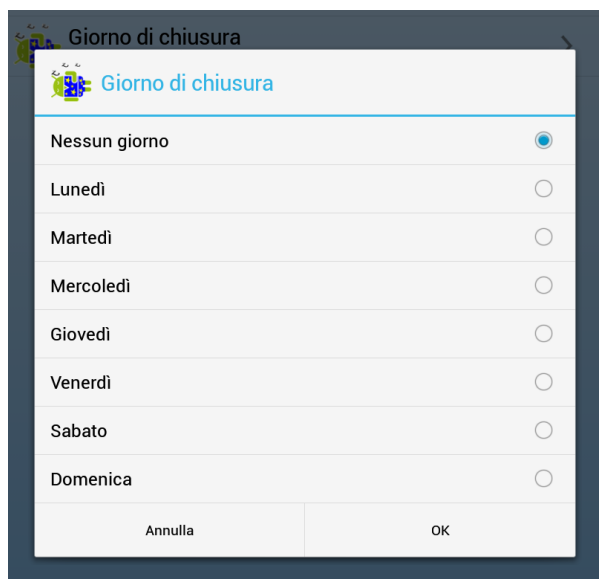 Giorno di chiusura
Giorno di chiusura
Nessun giorno
Lunedì
Martedì
Mercoledì
Giovedì
Venerdì
Sabato
Domenica
Annulla OK